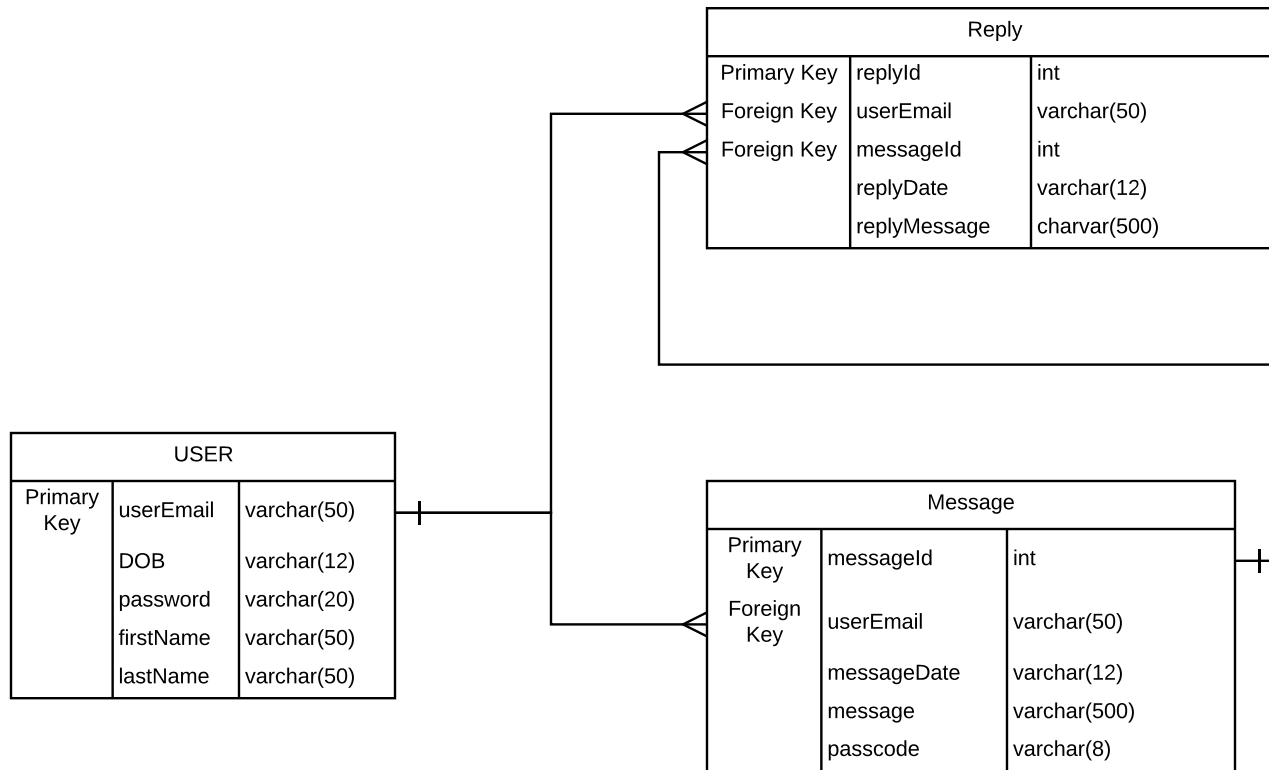 Reply
Primary Key replyId int
Foreign Key userEmail varchar(50)
Foreign Key messageId int
replyDate varchar(12)
replyMessage charvar(500)
USER
Primary
Key
userEmail varchar(50)
DOB varchar(12)
password varchar(20)
firstName varchar(50)
lastName varchar(50)
Message
Primary
Key
messageId int
Foreign
Key
userEmail varchar(50)
messageDate varchar(12)
message varchar(500)
passcode varchar(8)